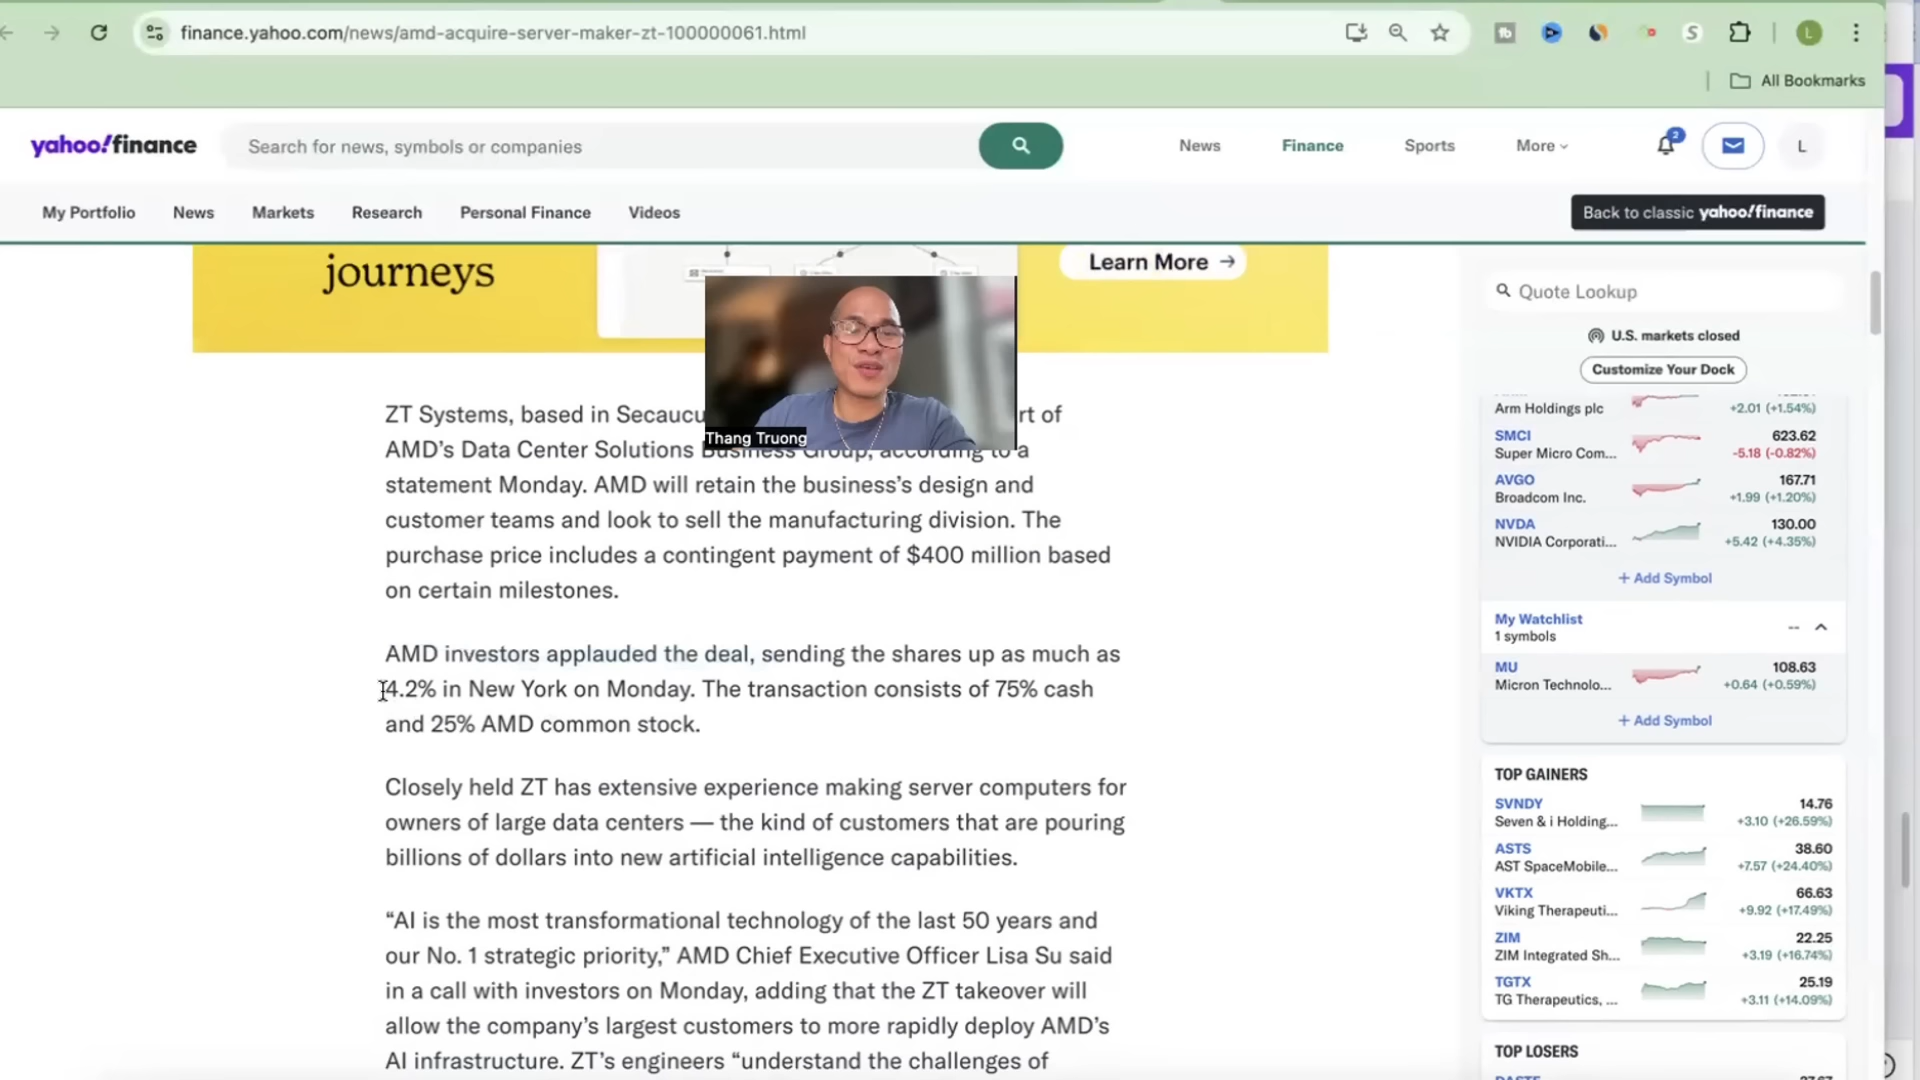 finance.yahoo.com/news/amd-acquire-server-maker-zt-100000061.html
All Bookmarks
yahoo!finance
Search for news, symbols or companies
News
Finance
Sports
More
2
L
L
My Portfolio
News
Markets
Research
Personal Finance
Videos
Back to classic yahoo!finance
journeys
Learn More →
Thang Truong
ZT Systems, based in Secaucu rt of
AMD's Data Center Solutions Business Group, according to a
statement Monday. AMD will retain the business's design and
customer teams and look to sell the manufacturing division. The
purchase price includes a contingent payment of $400 million based
on certain milestones.
AMD investors applauded the deal, sending the shares up as much as
4.2% in New York on Monday. The transaction consists of 75% cash
and 25% AMD common stock.
Closely held ZT has extensive experience making server computers for
owners of large data centers — the kind of customers that are pouring
billions of dollars into new artificial intelligence capabilities.
“AI is the most transformational technology of the last 50 years and
our No. 1 strategic priority,” AMD Chief Executive Officer Lisa Su said
in a call with investors on Monday, adding that the ZT takeover will
allow the company's largest customers to more rapidly deploy AMD's
AI infrastructure. ZT's engineers “understand the challenges of
Quote Lookup
U.S. markets closed
Customize Your Dock
Arm Holdings plc
+2.01 (+1.54%)
SMCI 623.62
Super Micro Com... -5.18 (-0.82%)
AVGO 167.71
Broadcom Inc. +1.99 (+1.20%)
NVDA 130.00
NVIDIA Corporati... +5.42 (+4.35%)
+ Add Symbol
My Watchlist
1 symbols --
MU 108.63
Micron Technolo... +0.64 (+0.59%)
+ Add Symbol
TOP GAINERS
SVNDY 14.76
Seven & i Holding... +3.10 (+26.59%)
ASTS 38.60
AST SpaceMobile... +7.57 (+24.40%)
VKTX 66.63
Viking Therapeuti... +9.92 (+17.49%)
ZIM 22.25
ZIM Integrated Sh... +3.19 (+16.74%)
TGTX 25.19
TG Therapeutics, ... +3.11 (+14.09%)
TOP LOSERS